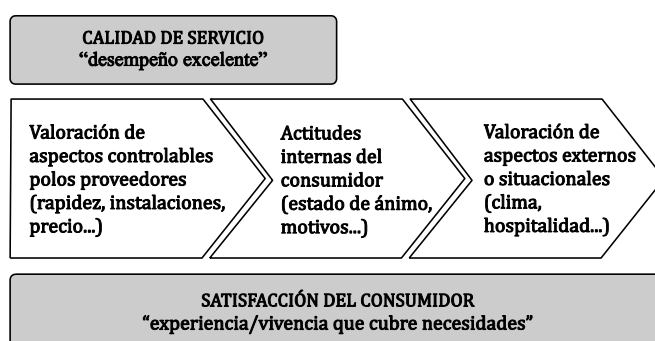 CALIDAD DE SERVICIO
“desempeño excelente”
Valoración de
aspectos controlables
polos proveedores
(rapidez, instalaciones,
precio...)
Actitudes
internas del
consumidor
(estado de ánimo,
motivos...)
Valoración de
aspectos externos
o situacionales
(clima,
hospitalidad...)
SATISFACCIÓN DEL CONSUMIDOR
“experiencia/vivencia que cubre necesidades”